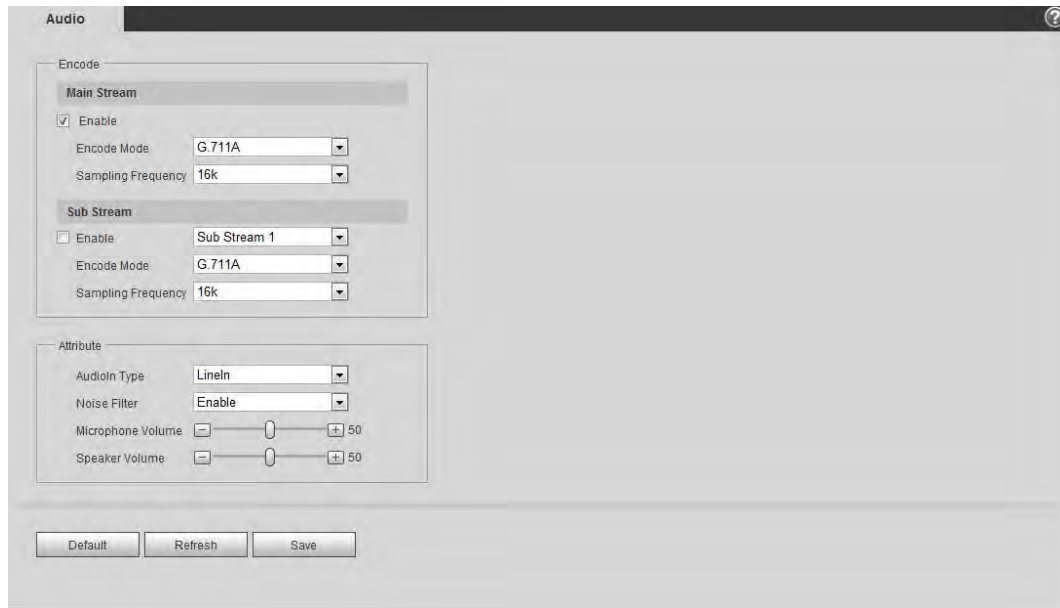 Audio
?
Encode
Main Stream
Enable
Encode Mode G.711A
Sampling Frequency 16k
Sub Stream
Enable Sub Stream 1
Encode Mode G.711A
Sampling Frequency 16k
Attribute
AudioIn Type LineIn
Noise Filter Enable
Microphone Volume - + 50
Speaker Volume - + 50
Default Refresh Save